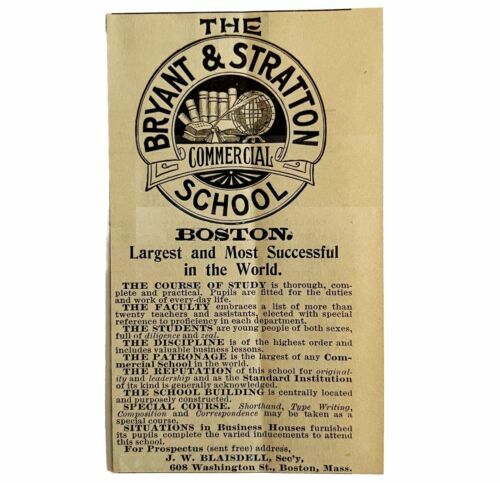 THE
BRYANT & STRATTON
COMMERCIAL
SCHOOL
BOSTON.
Largest and Most Successful
in the World.
THE COURSE OF STUDY is thorough, com-
plete and practical. Pupils are fitted for the duties
and work of every-day life.
THE FACULTY embraces a list of more than
twenty teachers and assistants, elected with special
reference to proficiency in each department.
THE STUDENTS are young people of both sexes,
full of diligence and zeal.
THE DISCIPLINE is of the highest order and
includes valuable business lessons.
THE PATRONAGE is the largest of any Com-
mercial School in the world.
THE REPUTATION of this school for original-
ity and leadership and as the Standard Institution
of its kind is generally acknowledged.
THE SCHOOL BUILDING is centrally located
and purposely constructed.
SPECIAL COURSE. Shorthand, Type Writing,
Composition and Correspondence may be taken as a
special course.
SITUATIONS in Business Houses furnished
its pupils complete the varied inducements to attend
this school.
For Prospectus (sent free) address,
J. W. BLAISDELL, Sec'y,
608 Washington St., Boston, Mass.